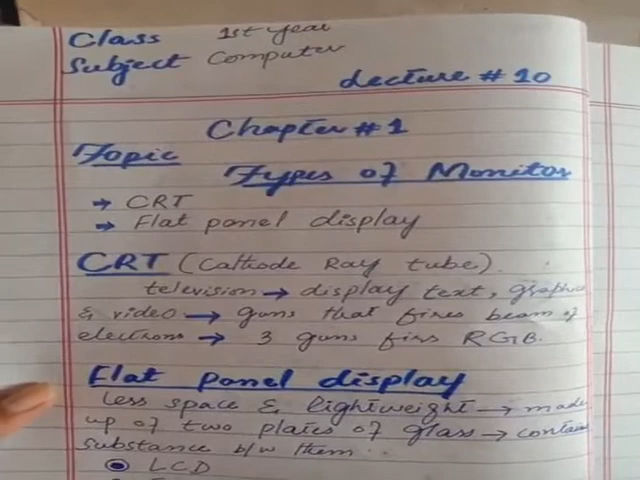 Class 1st year
Subject Computer
Lecture # 10
Chapter # 1
Topic
Types of Monitor
→ CRT
→ Flat panel display
CRT (Cathode Ray tube).
television → display text, graphics
& video → guns that fires beam of
electrons → 3 guns firs RGB.
Flat panel display
less space & lightweight → made
up of two plates of glass → contain
substance b/w them..
LCD